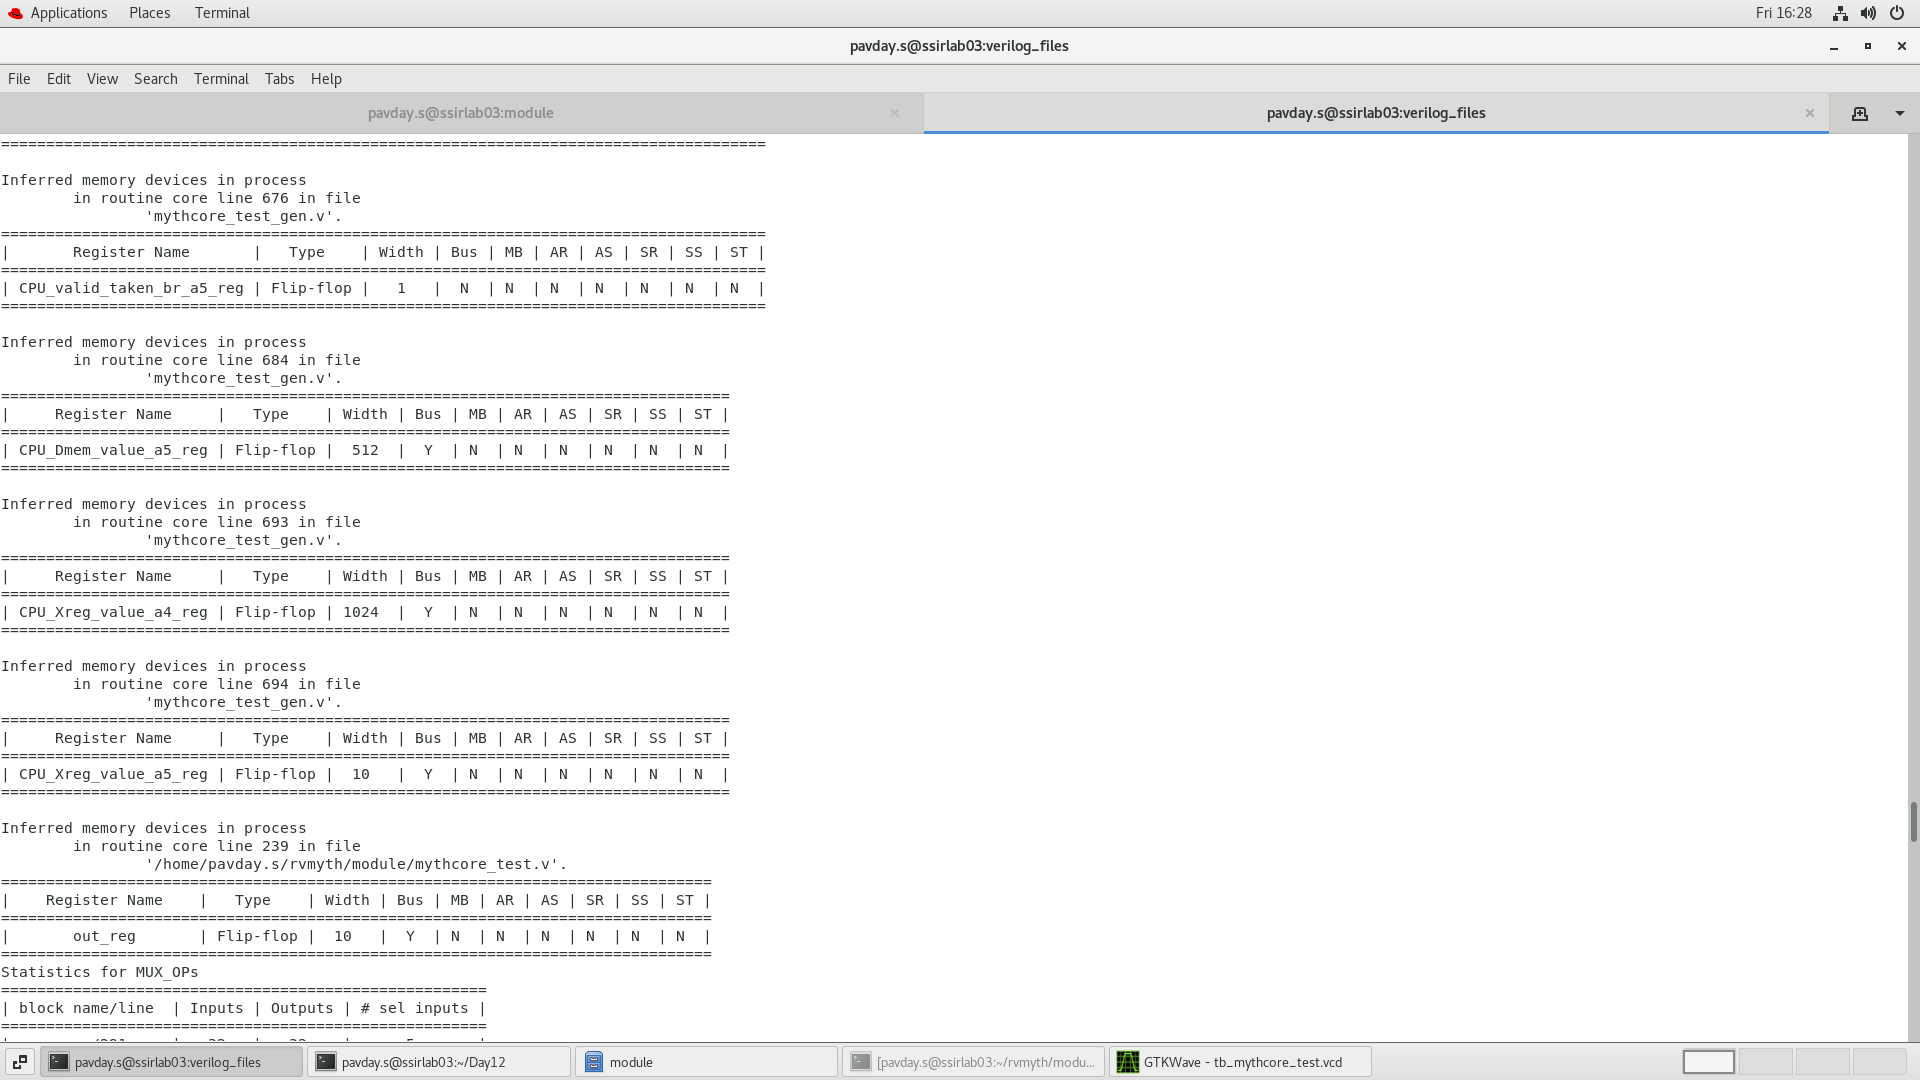 Applications Places Terminal Fri 16:28
pavday.s@ssirlab03:verilog_files
File Edit View Search Terminal Tabs Help
pavday.s@ssirlab03:module × pavday.s@ssirlab03:verilog_files ×
=====================================================================================
Inferred memory devices in process
        in routine core line 676 in file
                'mythcore_test_gen.v'.
=====================================================================================
|       Register Name       |   Type    | Width | Bus | MB | AR | AS | SR | SS | ST |
=====================================================================================
| CPU_valid_taken_br_a5_reg | Flip-flop |   1   |  N  | N  | N  | N  | N  | N  | N  |
=====================================================================================
Inferred memory devices in process
        in routine core line 684 in file
                'mythcore_test_gen.v'.
=================================================================================
|     Register Name     |   Type    | Width | Bus | MB | AR | AS | SR | SS | ST |
=================================================================================
| CPU_Dmem_value_a5_reg | Flip-flop |  512  |  Y  | N  | N  | N  | N  | N  | N  |
=================================================================================
Inferred memory devices in process
        in routine core line 693 in file
                'mythcore_test_gen.v'.
=================================================================================
|     Register Name     |   Type    | Width | Bus | MB | AR | AS | SR | SS | ST |
=================================================================================
| CPU_Xreg_value_a4_reg | Flip-flop | 1024  |  Y  | N  | N  | N  | N  | N  | N  |
=================================================================================
Inferred memory devices in process
        in routine core line 694 in file
                'mythcore_test_gen.v'.
=================================================================================
|     Register Name     |   Type    | Width | Bus | MB | AR | AS | SR | SS | ST |
=================================================================================
| CPU_Xreg_value_a5_reg | Flip-flop |  10   |  Y  | N  | N  | N  | N  | N  | N  |
=================================================================================
Inferred memory devices in process
        in routine core line 239 in file
                '/home/pavday.s/rvmyth/module/mythcore_test.v'.
===============================================================================
|    Register Name    |   Type    | Width | Bus | MB | AR | AS | SR | SS | ST |
===============================================================================
|       out_reg       | Flip-flop |  10   |  Y  | N  | N  | N  | N  | N  | N  |
===============================================================================
Statistics for MUX_OPs
======================================================
| block name/line  | Inputs | Outputs | # sel inputs |
======================================================
pavday.s@ssirlab03:verilog_files pavday.s@ssirlab03:~/Day12 module [pavday.s@ssirlab03:~/rvmyth/modu... GTKWave - tb_mythcore_test.vcd